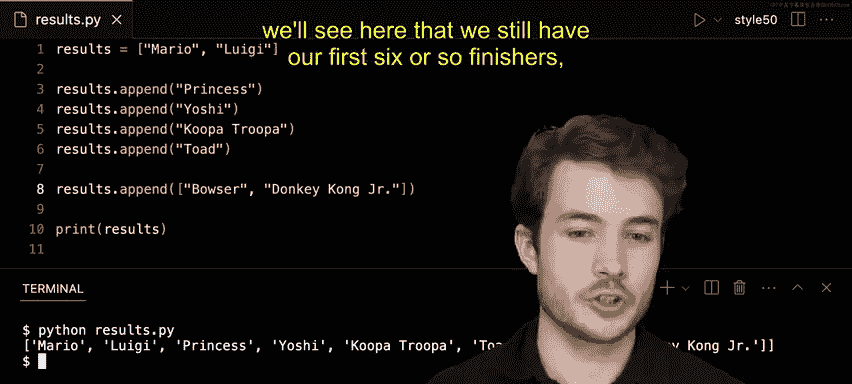 results.py
style50
we'll see here that we still have
our first six or so finishers,
1 results = ["Mario", "Luigi"]
2
3 results.append("Princess")
4 results.append("Yoshi")
5 results.append("Koopa Troopa")
6 results.append("Toad")
7
8 results.append(["Bowser", "Donkey Kong Jr."])
9
10 print(results)
11
TERMINAL
$ python results.py
['Mario', 'Luigi', 'Princess', 'Yoshi', 'Koopa Troopa', Kong Jr.']]
$